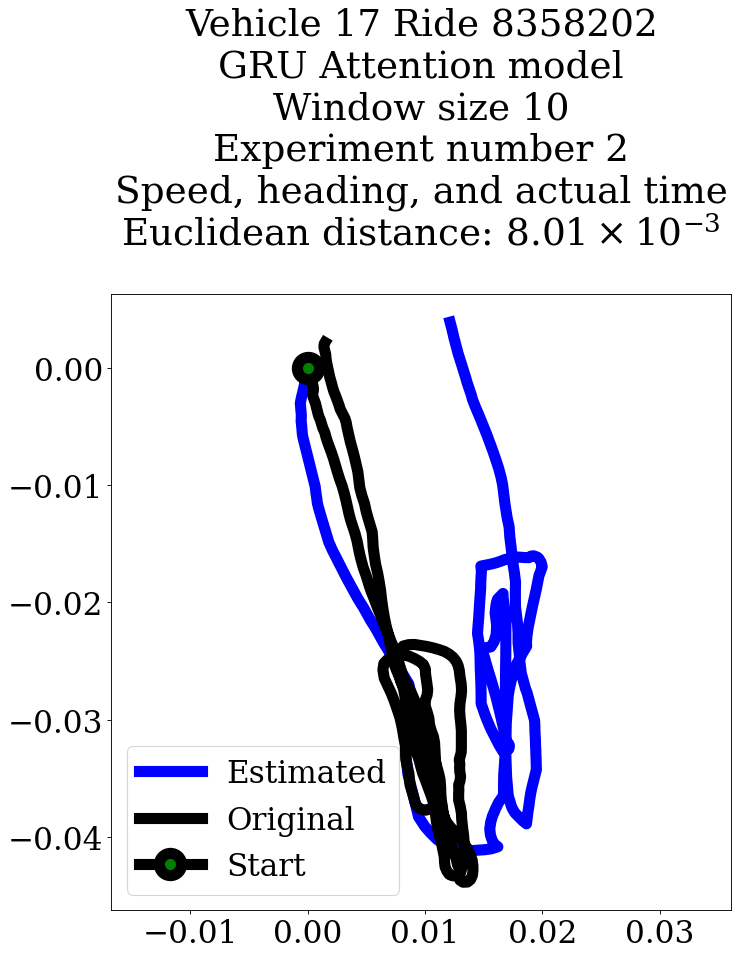 Vehicle 17 Ride 8358202
GRU Attention model
Window size 10
Experiment number 2
Speed, heading, and actual time
Euclidean distance: 8.01 × 10⁻³
0.00
−0.01
−0.02
−0.03
−0.04
Estimated
Original
Start
−0.01 0.00 0.01 0.02 0.03